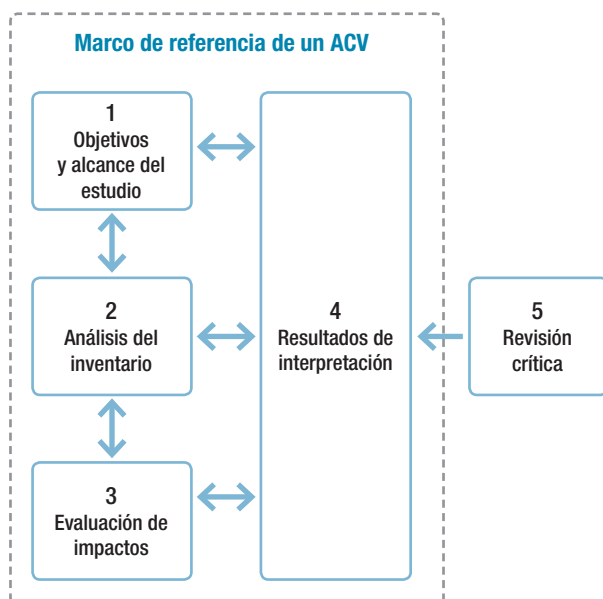 Marco de referencia de un ACV
1
Objetivos
y alcance del
estudio
2
Análisis del
inventario
3
Evaluación de
impactos
4
Resultados de
interpretación
5
Revisión
crítica